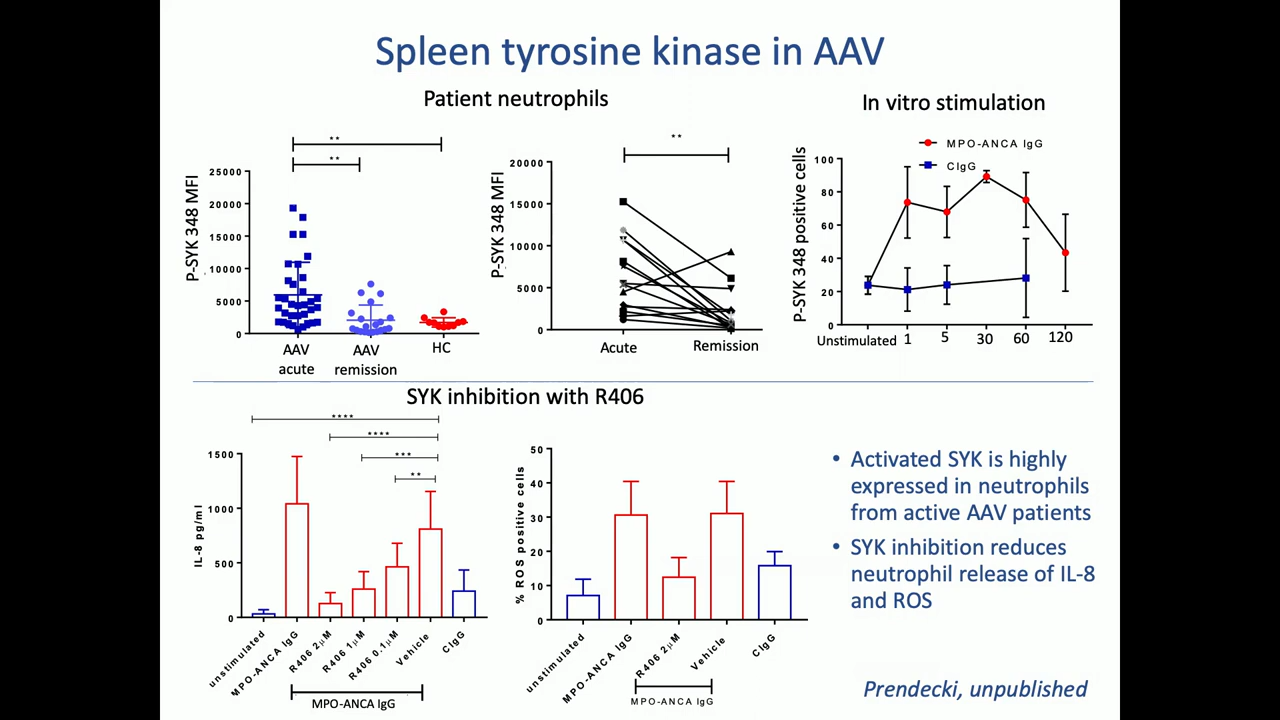 Spleen tyrosine kinase in AAV
Patient neutrophils
In vitro stimulation
** 
**
25000
20000
15000
10000
5000
0
P-SYK 348 MFI
AAV acute
AAV remission
HC
**
20000
15000
10000
5000
0
P-SYK 348 MFI
Acute
Remission
MPO-ANCA IgG
CIgG
100
80
60
40
20
0
P-SYK 348 positive cells
Unstimulated 1 5 30 60 120
SYK inhibition with R406
****
****
***
**
1500
1000
500
0
IL-8 pg/ml
unstimulated
MPO-ANCA IgG
R406 2μM
R406 1μM
R406 0.1μM
Vehicle
CIgG
MPO-ANCA IgG
50
40
30
20
10
0
% ROS positive cells
unstimulated
MPO-ANCA IgG
R406 2μM
Vehicle
CIgG
MPO-ANCA IgG
• Activated SYK is highly
expressed in neutrophils
from active AAV patients
• SYK inhibition reduces
neutrophil release of IL-8
and ROS
Prendecki, unpublished